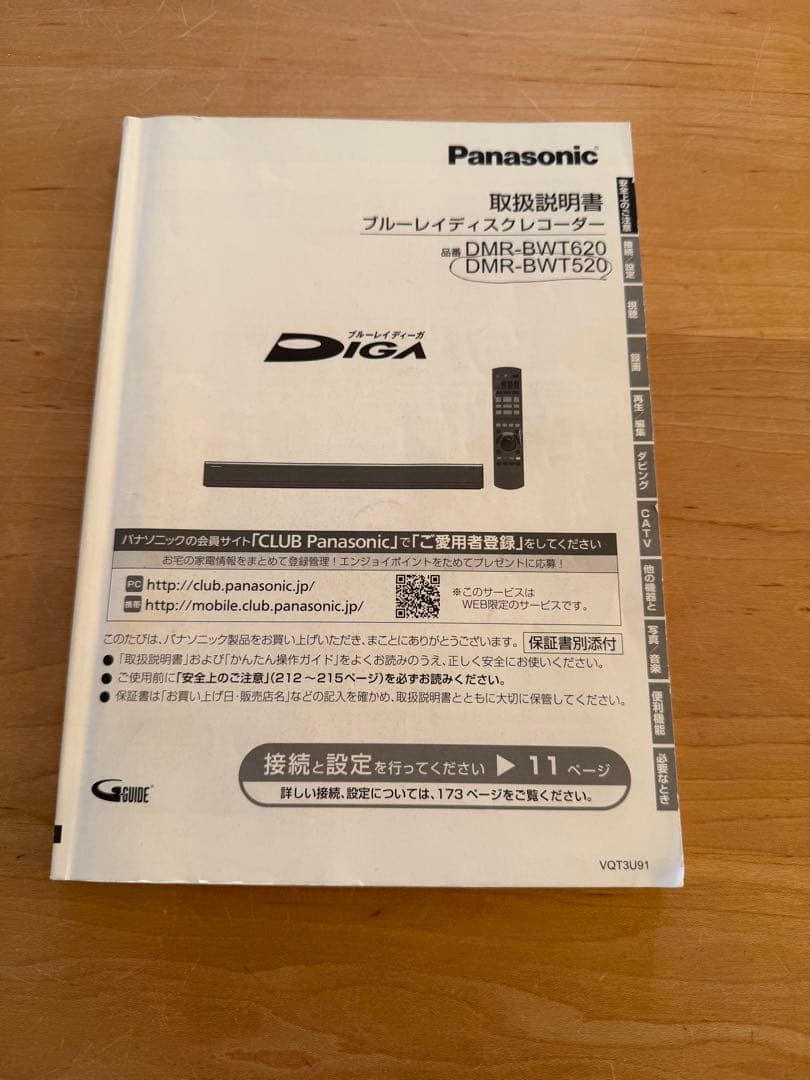 Panasonic
取扱説明書
ブルーレイディスクレコーダー
品番 DMR-BWT620
DMR-BWT520
ブルーレイディーガ
DIGA
パナソニックの会員サイト「CLUB Panasonic」で「ご愛用者登録」をしてください
お宅の家電情報をまとめて登録管理!エンジョイポイントをためてプレゼントに応募!
PC http://club.panasonic.jp/
携帯 http://mobile.club.panasonic.jp/
※このサービスは
WEB限定のサービスです。
このたびは、パナソニック製品をお買い上げいただき、まことにありがとうございます。 保証書別添付
● 「取扱説明書」および「かんたん操作ガイド」をよくお読みのうえ、正しく安全にお使いください。
● ご使用前に「安全上のご注意」(212～215ページ)を必ずお読みください。
● 保証書は「お買い上げ日・販売店名」などの記入を確かめ、取扱説明書とともに大切に保管してください。
接続と設定を行ってください ▶ 11 ページ
詳しい接続、設定については、173 ページをご覧ください。
G-GUIDE
VQT3U91
安全上のご注意
接続/設定
視聴
録画
再生/編集
ダビング
CATV
他の機器と
写真/音楽
便利機能
必要なとき